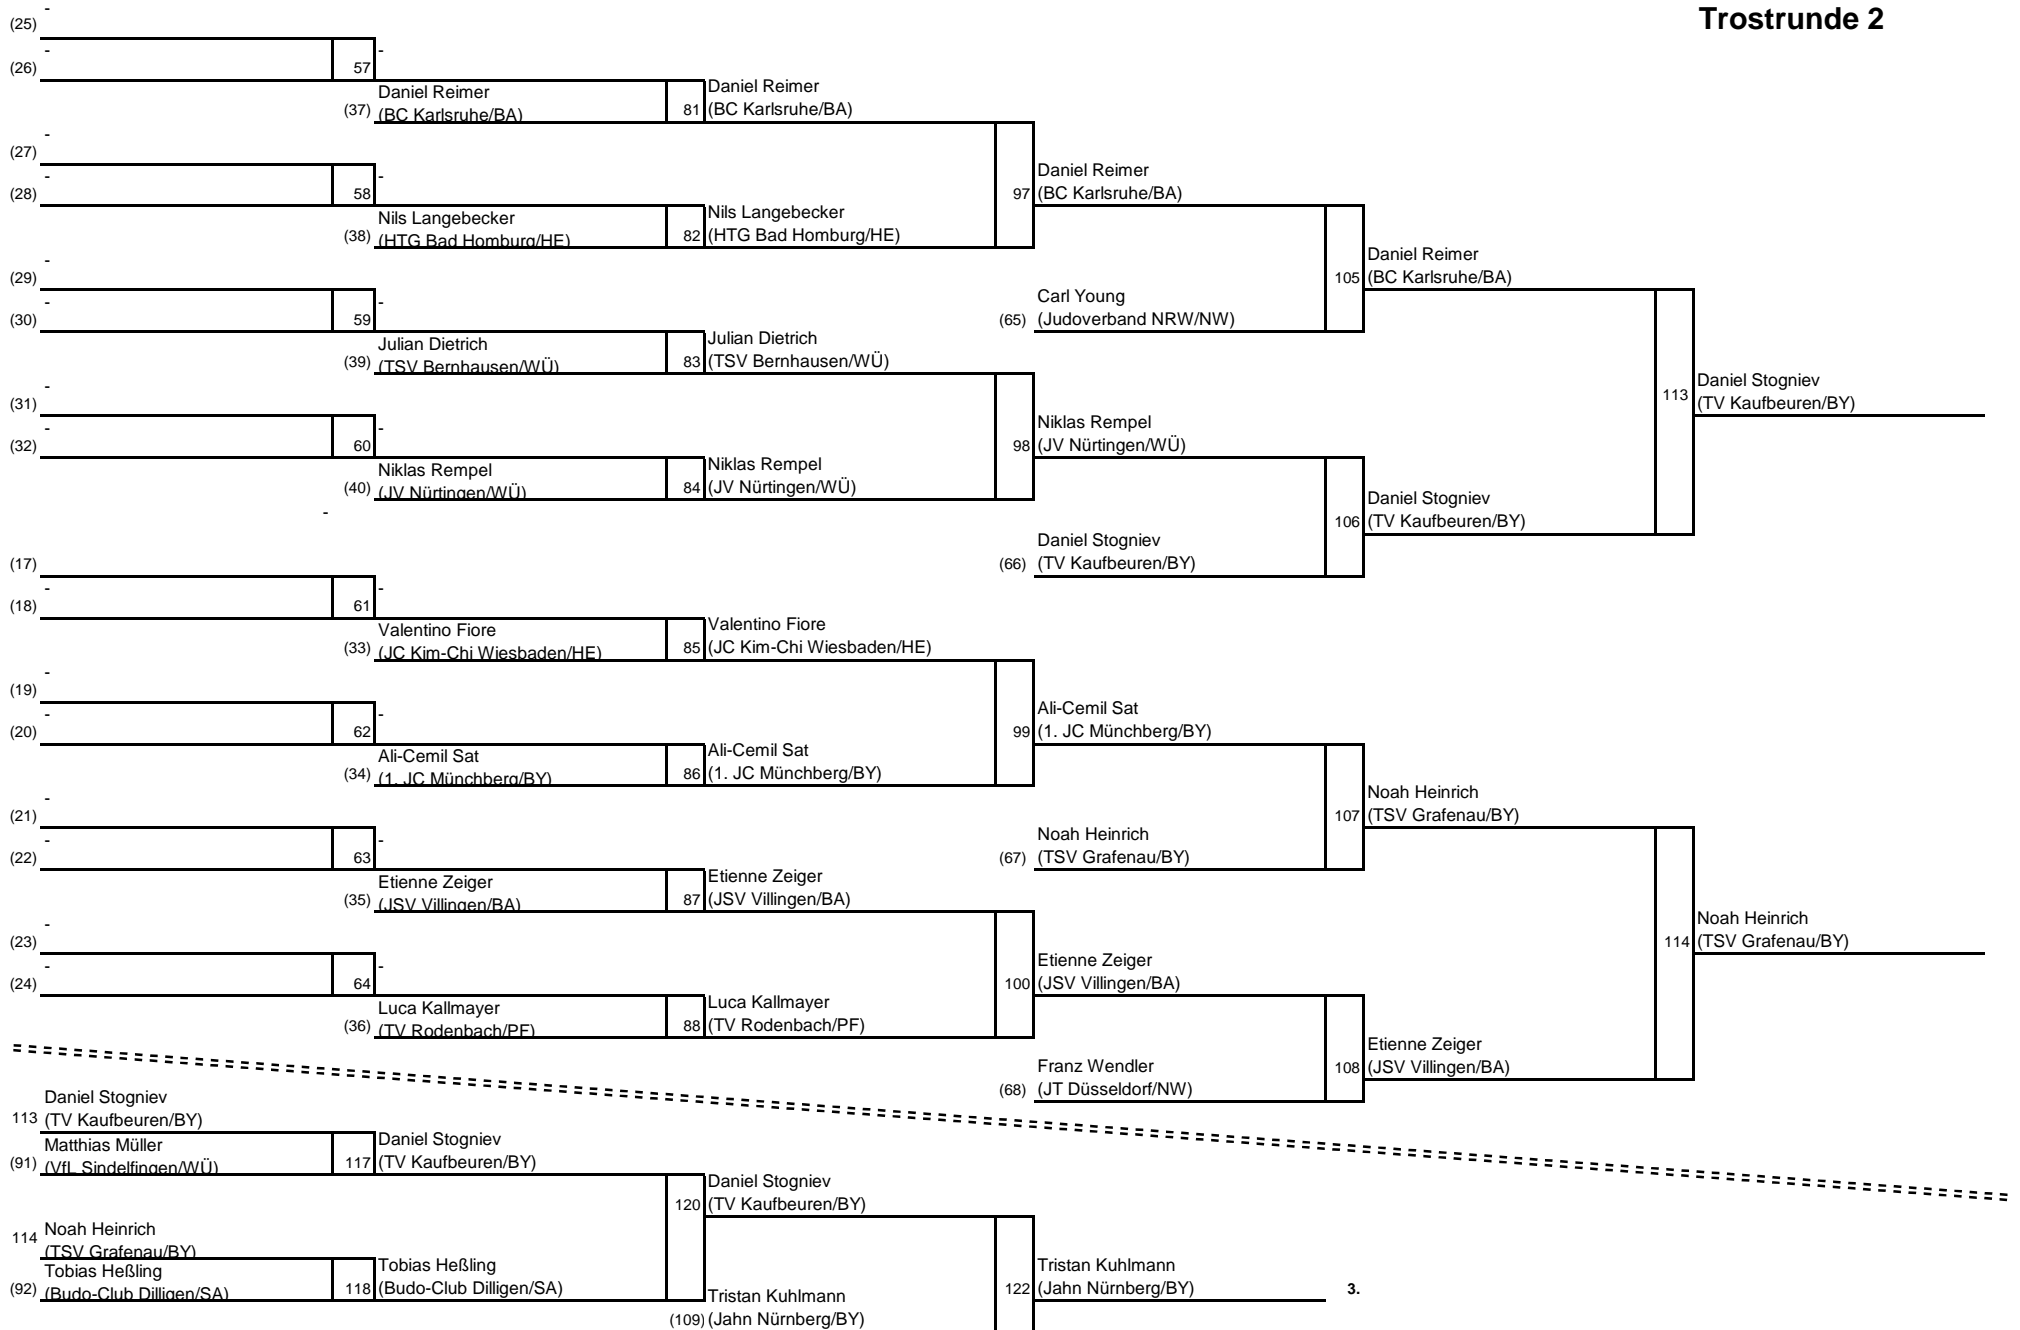 Trostrunde 2
-
(25)
-
(26)
57
-
Daniel Reimer
(37) (BC Karlsruhe/BA)
81
Daniel Reimer
(BC Karlsruhe/BA)
-
(27)
-
(28)
58
-
Nils Langebecker
(38) (HTG Bad Homburg/HE)
82
Nils Langebecker
(HTG Bad Homburg/HE)
97
Daniel Reimer
(BC Karlsruhe/BA)
-
(29)
-
(30)
59
-
Julian Dietrich
(39) (TSV Bernhausen/WÜ)
83
Julian Dietrich
(TSV Bernhausen/WÜ)
Carl Young
(65) (Judoverband NRW/NW)
105
Daniel Reimer
(BC Karlsruhe/BA)
-
(31)
-
(32)
60
-
Niklas Rempel
(40) (JV Nürtingen/WÜ)
84
Niklas Rempel
(JV Nürtingen/WÜ)
98
Niklas Rempel
(JV Nürtingen/WÜ)
Daniel Stogniev
(66) (TV Kaufbeuren/BY)
106
Daniel Stogniev
(TV Kaufbeuren/BY)
113
Daniel Stogniev
(TV Kaufbeuren/BY)
-
(17)
-
(18)
61
-
Valentino Fiore
(33) (JC Kim-Chi Wiesbaden/HE)
85
Valentino Fiore
(JC Kim-Chi Wiesbaden/HE)
-
(19)
-
(20)
62
-
Ali-Cemil Sat
(34) (1. JC Münchberg/BY)
86
Ali-Cemil Sat
(1. JC Münchberg/BY)
99
Ali-Cemil Sat
(1. JC Münchberg/BY)
-
(21)
-
(22)
63
-
Etienne Zeiger
(35) (JSV Villingen/BA)
87
Etienne Zeiger
(JSV Villingen/BA)
Noah Heinrich
(67) (TSV Grafenau/BY)
107
Noah Heinrich
(TSV Grafenau/BY)
-
(23)
-
(24)
64
-
Luca Kallmayer
(36) (TV Rodenbach/PF)
88
Luca Kallmayer
(TV Rodenbach/PF)
100
Etienne Zeiger
(JSV Villingen/BA)
Franz Wendler
(68) (JT Düsseldorf/NW)
108
Etienne Zeiger
(JSV Villingen/BA)
114
Noah Heinrich
(TSV Grafenau/BY)
Daniel Stogniev
113 (TV Kaufbeuren/BY)
Matthias Müller
(91) (VfL Sindelfingen/WÜ)
117
Daniel Stogniev
(TV Kaufbeuren/BY)
Noah Heinrich
114 (TSV Grafenau/BY)
Tobias Heßling
(92) (Budo-Club Dilligen/SA)
118
Tobias Heßling
(Budo-Club Dilligen/SA)
120
Daniel Stogniev
(TV Kaufbeuren/BY)
Tristan Kuhlmann
(109) (Jahn Nürnberg/BY)
122
Tristan Kuhlmann
(Jahn Nürnberg/BY)
3.